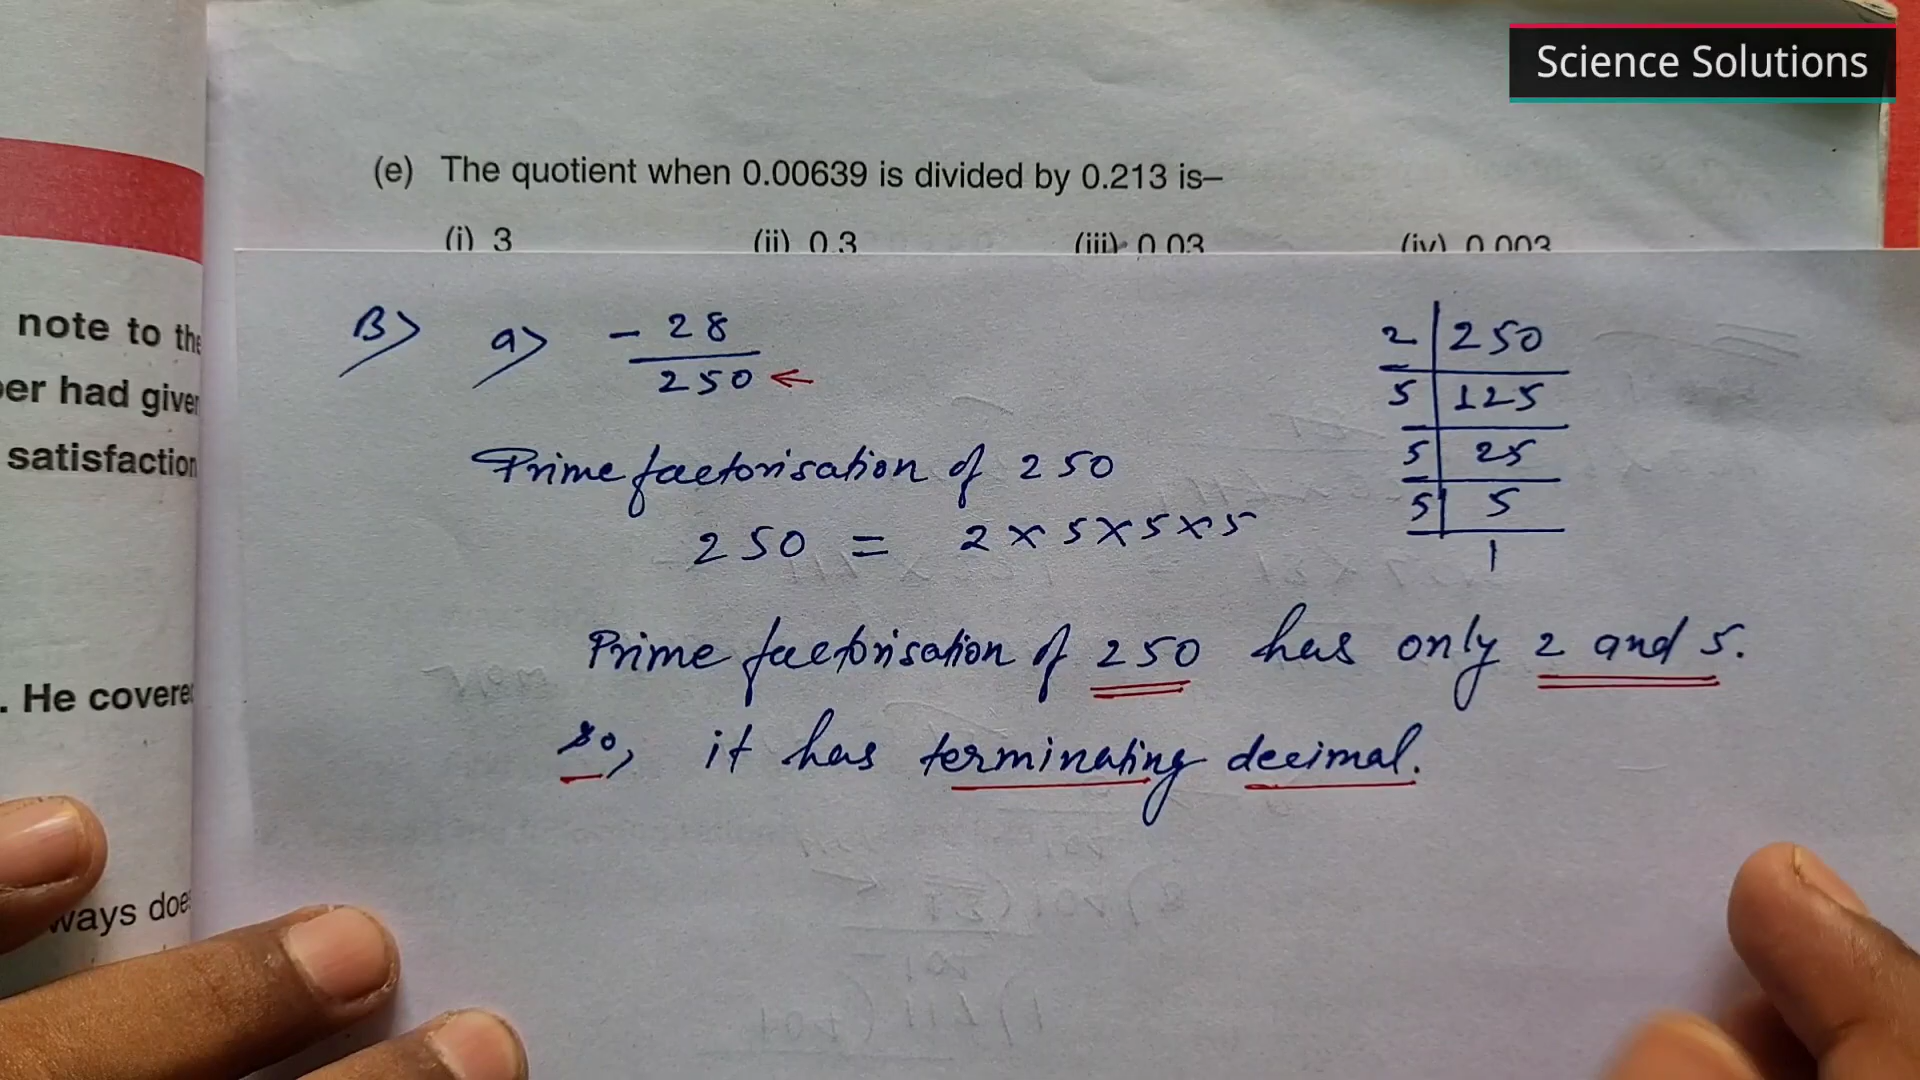 Science Solutions
(e) The quotient when 0.00639 is divided by 0.213 is–
(i) 3 (ii) 0.3 (iii) 0.03 (iv) 0.003
note to the
er had given
satisfaction
. He covered
ways doe
B> a> - 28
250 ←
Prime factorisation of 250
250 = 2 × 5 × 5 × 5
2 | 250
5 | 125
5 | 25
5 | 5
1
Prime factorisation of 250 has only 2 and 5.
So, it has terminating decimal.